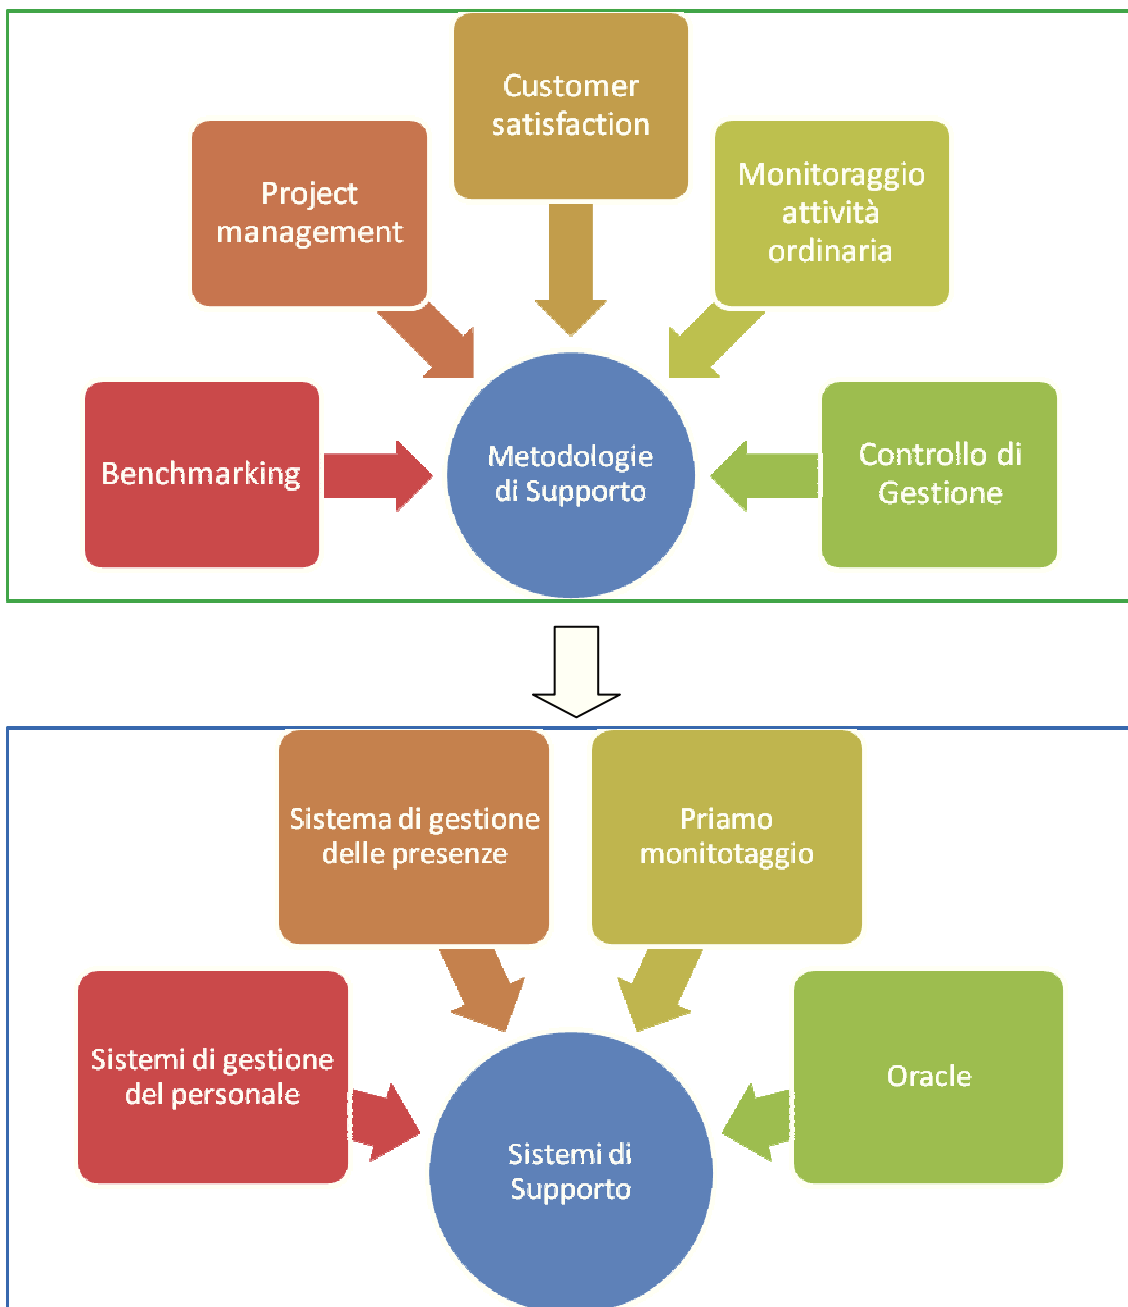 Customer
satisfaction
Project
management
Monitoraggio
attività
ordinaria
Benchmarking
Metodologie
di Supporto
Controllo di
Gestione
Sistema di gestione
delle presenze
Priamo
monitotaggio
Sistemi di gestione
del personale
Oracle
Sistemi di
Supporto